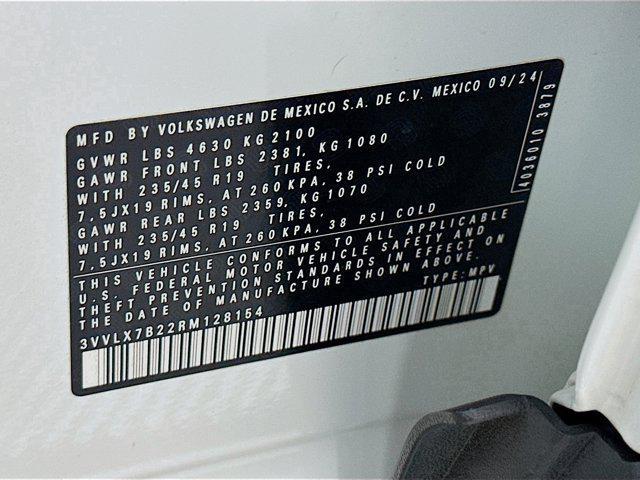 MFD BY VOLKSWAGEN DE MEXICO S.A. DE C.V. MEXICO 09/24
GVWR LBS 4630 KG 2100
GAWR FRONT LBS 2381, KG 1080
WITH 235/45 R19 TIRES,
7,5JX19 RIMS, AT 260 KPA, 38 PSI COLD
GAWR REAR LBS 2359, KG 1070
WITH 235/45 R19 TIRES,
7,5JX19 RIMS, AT 260 KPA, 38 PSI COLD
4036010 3879
THIS VEHICLE CONFORMS TO ALL APPLICABLE
U.S. FEDERAL MOTOR VEHICLE SAFETY AND
THEFT PREVENTION STANDARDS IN EFFECT ON
THE DATE OF MANUFACTURE SHOWN ABOVE.
3VVLX7B22RM128154 TYPE: MPV